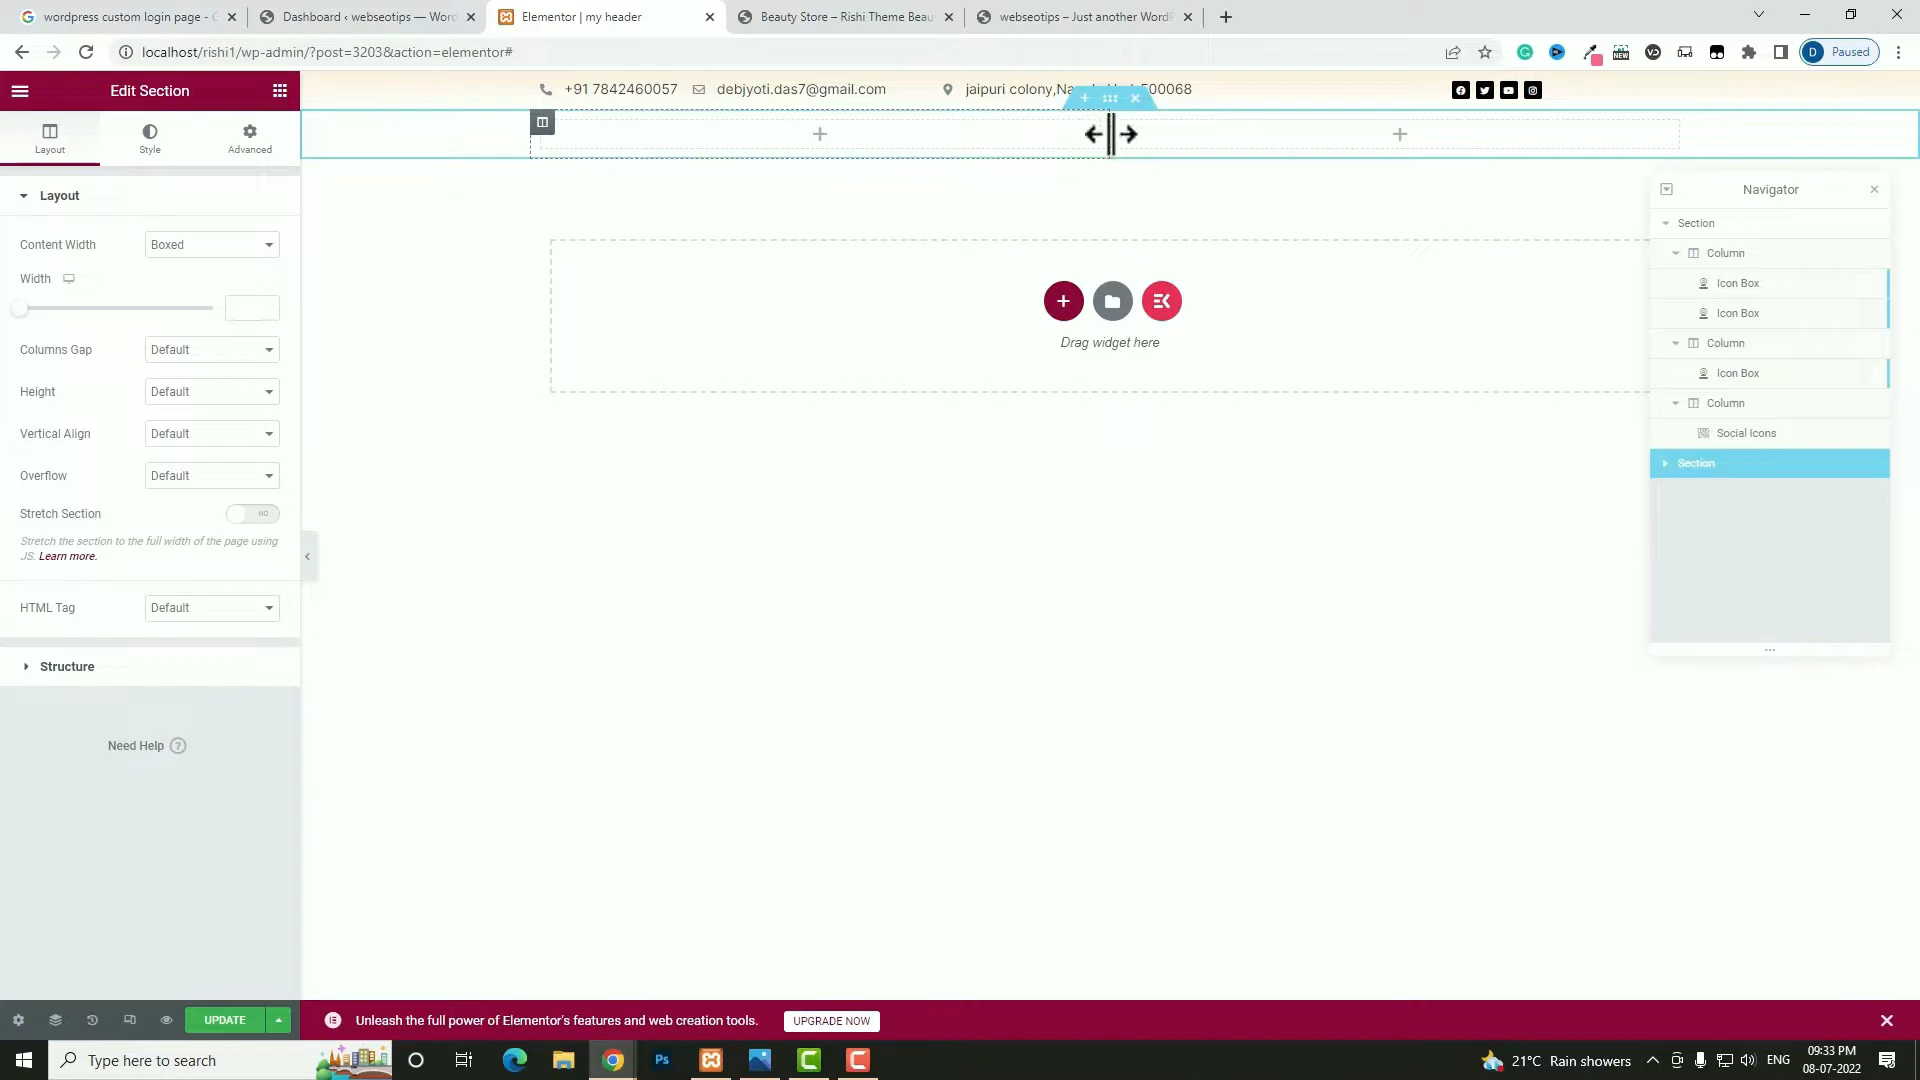 wordpress custom login page - G
Dashboard ‹ webseotips — Word
Elementor | my header
Beauty Store – Rishi Theme Beau
webseotips – Just another WordP
localhost/rishi1/wp-admin/?post=3203&action=elementor#
NEW
VD
D Paused
Edit Section
+91 7842460057
debjyoti.das7@gmail.com
500068
Layout
Style
Advanced
Layout
Content Width
Boxed
Width
Columns Gap
Default
Height
Default
Vertical Align
Default
Overflow
Default
Stretch Section
NO
Stretch the section to the full width of the page using
JS. Learn more.
HTML Tag
Default
Structure
Need Help ?
Drag widget here
Navigator
Section
Column
Icon Box
Icon Box
Column
Icon Box
Column
Social Icons
Section
UPDATE
Unleash the full power of Elementor's features and web creation tools.
UPGRADE NOW
Type here to search
Ps
21°C Rain showers
ENG
09:33 PM
08-07-2022